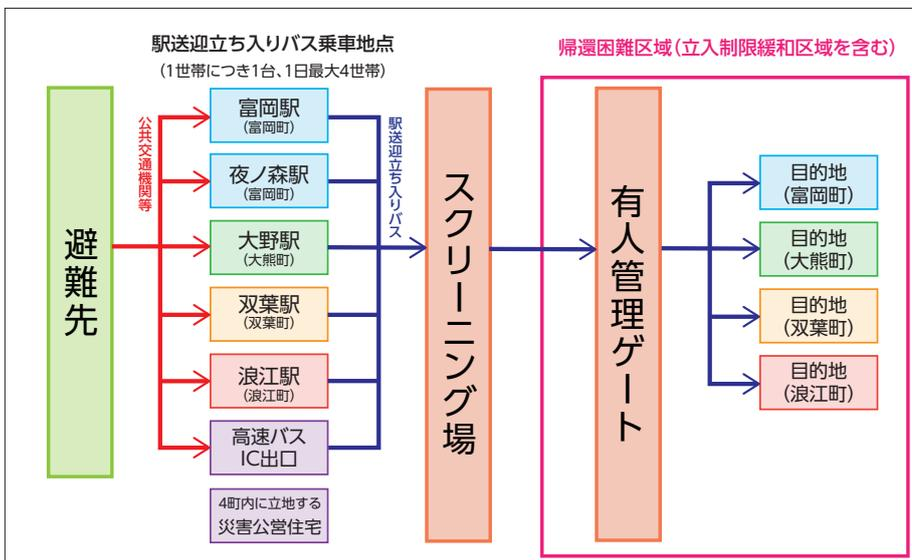 駅送迎立ち入りバス乗車地点
(1世帯につき1台、1日最大4世帯)
帰還困難区域(立入制限緩和区域を含む)
避難先
公共交通機関等
富岡駅
(富岡町)
夜ノ森駅
(富岡町)
大野駅
(大熊町)
双葉駅
(双葉町)
浪江駅
(浪江町)
高速バス
IC出口
4町内に立地する
災害公営住宅
駅送迎立ち入りバス
スクリーニング場
有人管理ゲート
目的地
(富岡町)
目的地
(大熊町)
目的地
(双葉町)
目的地
(浪江町)